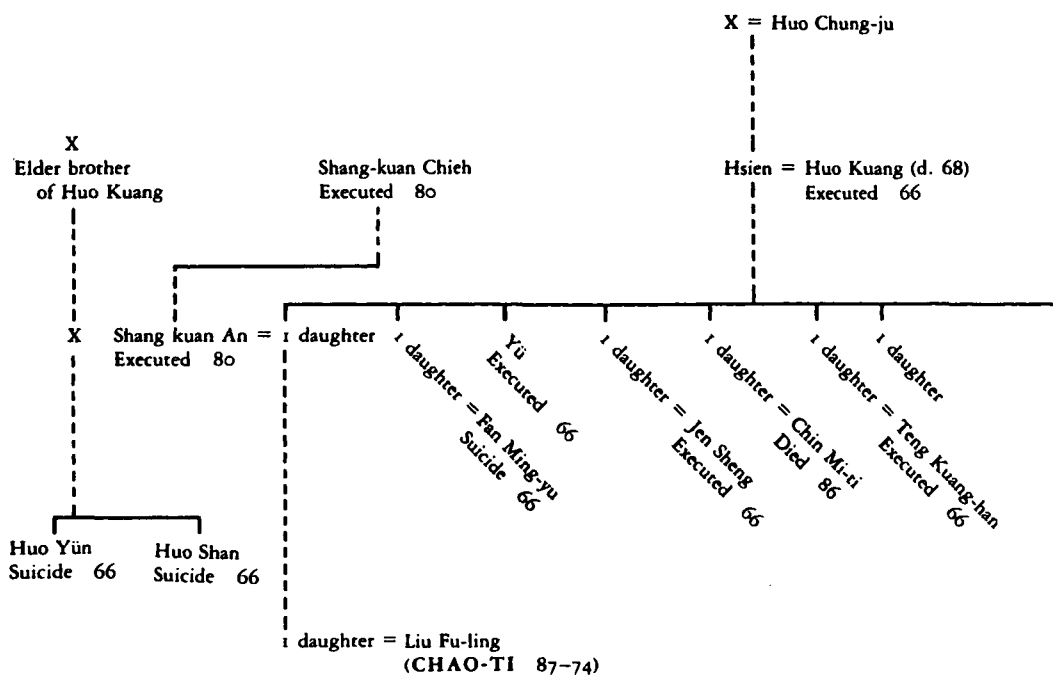 X = Huo Chung-ju
X
Elder brother
of Huo Kuang
Shang-kuan Chieh
Executed 80
Hsien = Huo Kuang (d. 68)
Executed 66
X
Shang kuan An = 1 daughter
Executed 80
1 daughter = Fan Ming-yu
Suicide 66
Yü
Executed 66
1 daughter = Jen Sheng
Executed 66
1 daughter = Chin Mi-ti
Died 86
1 daughter = Teng Kuang-han
Executed 66
1 daughter
Huo Yün
Suicide 66
Huo Shan
Suicide 66
1 daughter = Liu Fu-ling
(CHAO-TI 87–74)